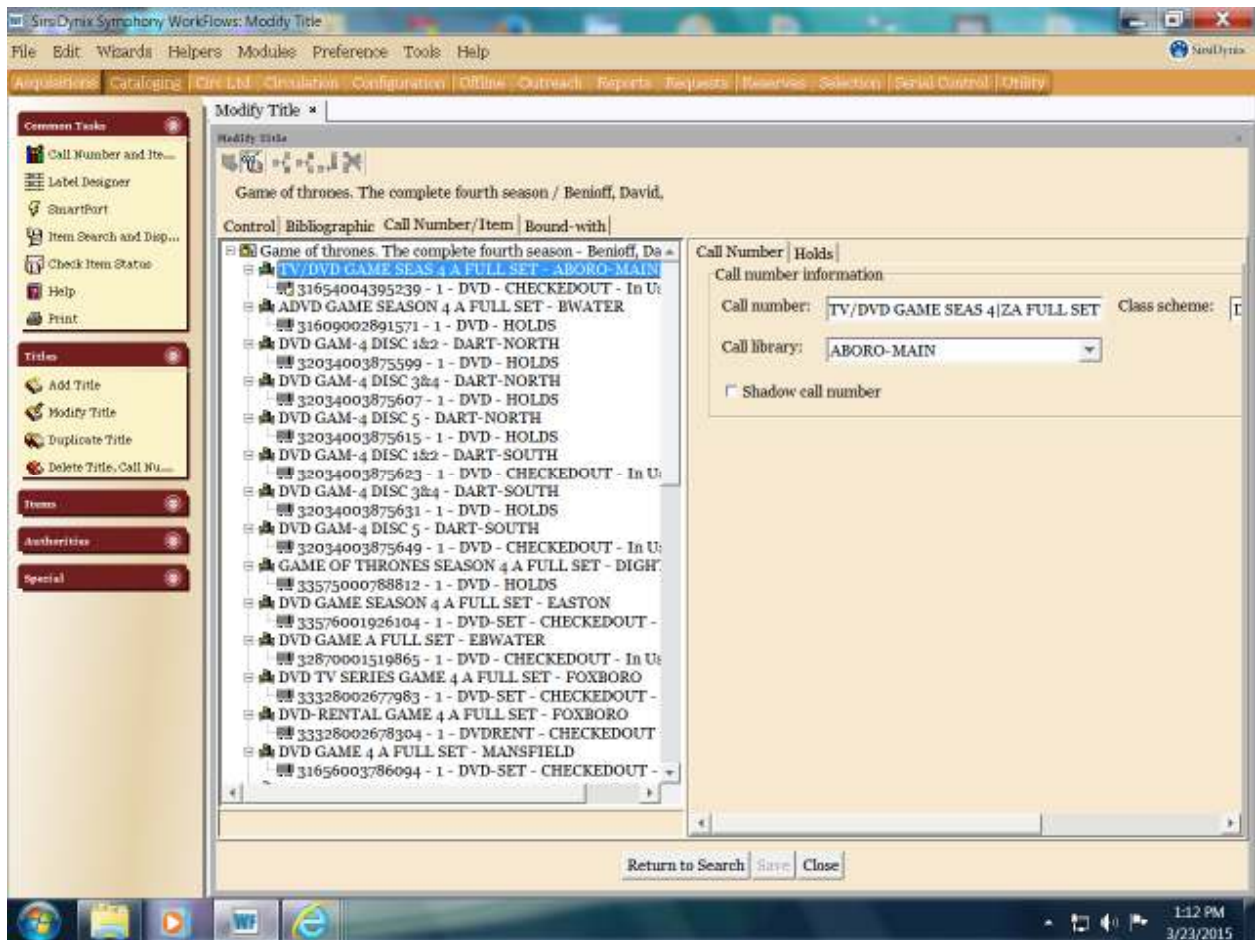 SirsiDynix Symphony WorkFlows: Modify Title
File Edit Wizards Helpers Modules Preference Tools Help
SirsiDynix
Acquisitions Cataloging Circ Ltd Circulation Configuration Offline Outreach Reports Requests Reserves Selection Serial Control Utility
Common Tasks
Call Number and Ite...
Label Designer
SmartPort
Item Search and Disp...
Check Item Status
Help
Print
Titles
Add Title
Modify Title
Duplicate Title
Delete Title, Call Nu...
Items
Authorities
Special
Modify Title
Modify Title
Game of thrones. The complete fourth season / Benioff, David,
Control Bibliographic Call Number/Item Bound-with
Game of thrones. The complete fourth season - Benioff, Da
TV/DVD GAME SEAS 4 A FULL SET - ABORO-MAIN
31654004395239 - 1 - DVD - CHECKEDOUT - In U
ADVD GAME SEASON 4 A FULL SET - BWATER
31609002891571 - 1 - DVD - HOLDS
DVD GAM-4 DISC 1&2 - DART-NORTH
32034003875599 - 1 - DVD - HOLDS
DVD GAM-4 DISC 3&4 - DART-NORTH
32034003875607 - 1 - DVD - HOLDS
DVD GAM-4 DISC 5 - DART-NORTH
32034003875615 - 1 - DVD - HOLDS
DVD GAM-4 DISC 1&2 - DART-SOUTH
32034003875623 - 1 - DVD - CHECKEDOUT - In U
DVD GAM-4 DISC 3&4 - DART-SOUTH
32034003875631 - 1 - DVD - HOLDS
DVD GAM-4 DISC 5 - DART-SOUTH
32034003875649 - 1 - DVD - CHECKEDOUT - In U
GAME OF THRONES SEASON 4 A FULL SET - DIGH
33575000788812 - 1 - DVD - HOLDS
DVD GAME SEASON 4 A FULL SET - EASTON
33576001926104 - 1 - DVD-SET - CHECKEDOUT -
DVD GAME A FULL SET - EBWATER
32870001519865 - 1 - DVD - CHECKEDOUT - In Us
DVD TV SERIES GAME 4 A FULL SET - FOXBORO
33328002677983 - 1 - DVD-SET - CHECKEDOUT -
DVD-RENTAL GAME 4 A FULL SET - FOXBORO
33328002678304 - 1 - DVDRENT - CHECKEDOUT
DVD GAME 4 A FULL SET - MANSFIELD
31656003786094 - 1 - DVD-SET - CHECKEDOUT -
Call Number Holds
Call number information
Call number: TV/DVD GAME SEAS 4|ZA FULL SET Class scheme:
Call library: ABORO-MAIN
Shadow call number
Return to Search Save Close
WF
1:12 PM
3/23/2015